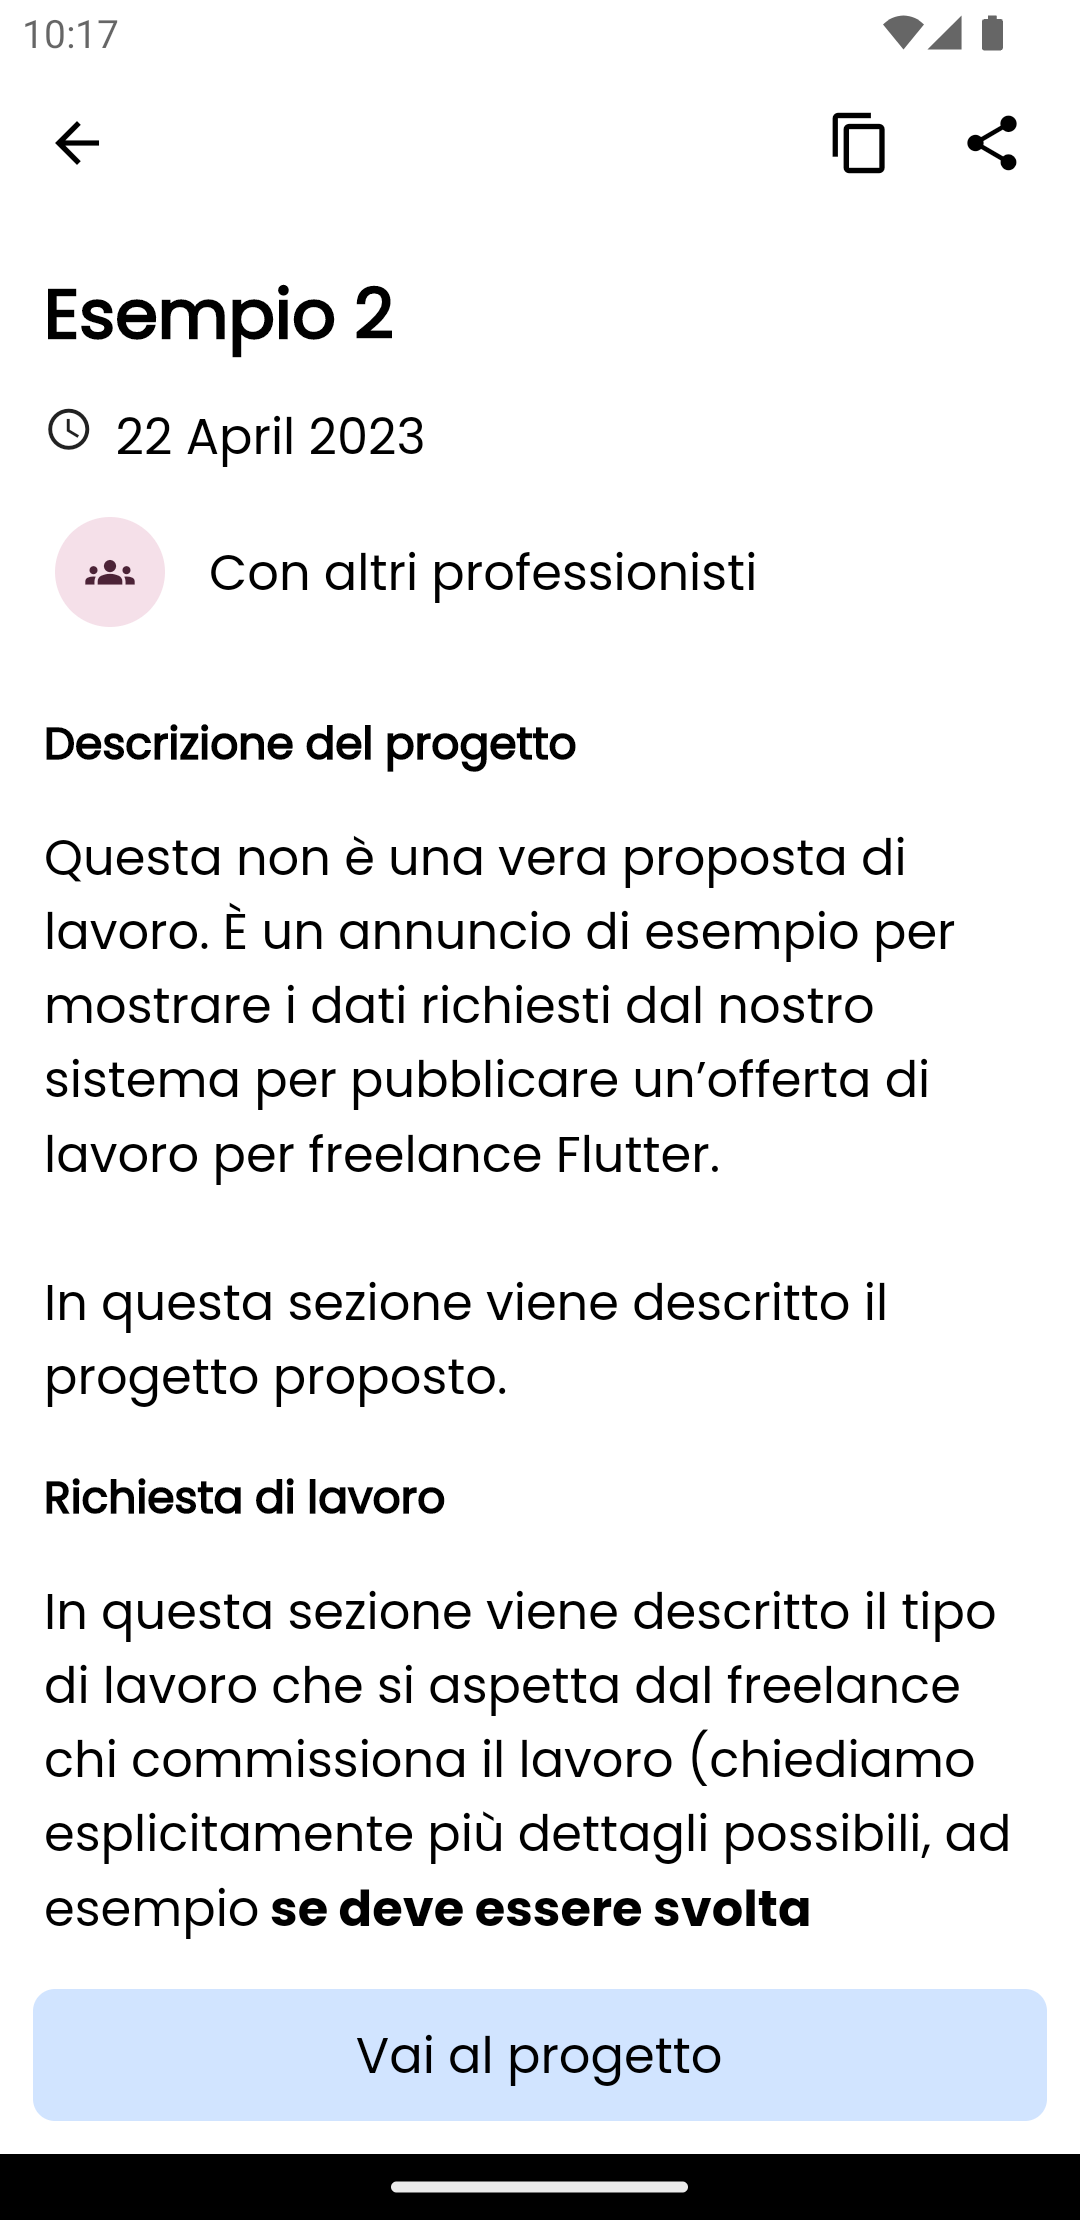 10:17
Esempio 2
22 April 2023
Con altri professionisti
Descrizione del progetto
Questa non è una vera proposta di
lavoro. È un annuncio di esempio per
mostrare i dati richiesti dal nostro
sistema per pubblicare un’offerta di
lavoro per freelance Flutter.
In questa sezione viene descritto il
progetto proposto.
Richiesta di lavoro
In questa sezione viene descritto il tipo
di lavoro che si aspetta dal freelance
chi commissiona il lavoro (chiediamo
esplicitamente più dettagli possibili, ad
esempio se deve essere svolta
Vai al progetto